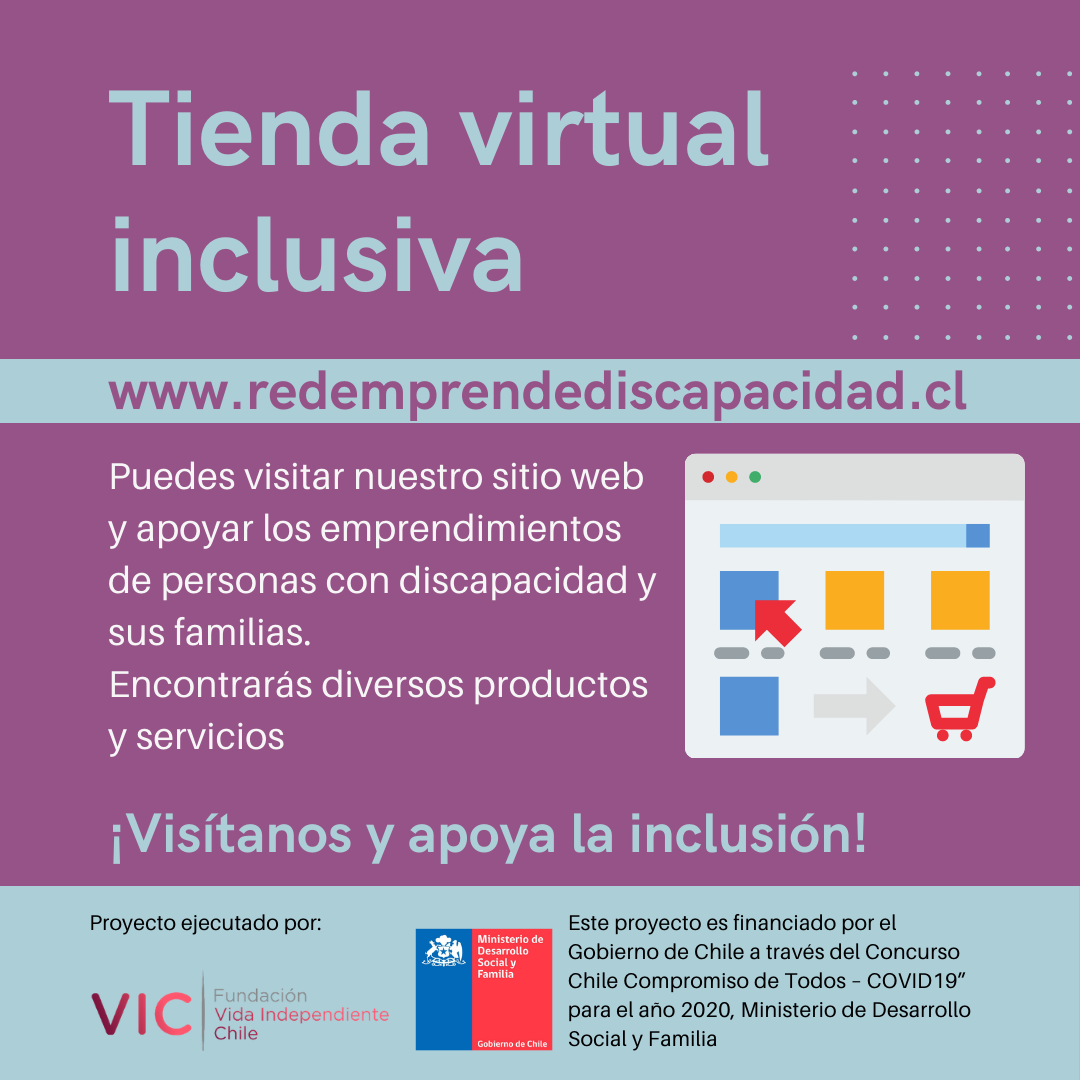 Tienda virtual
inclusiva
www.redemprendediscapacidad.cl
Puedes visitar nuestro sitio web
y apoyar los emprendimientos
de personas con discapacidad y
sus familias.
Encontrarás diversos productos
y servicios
¡Visítanos y apoya la inclusión!
Proyecto ejecutado por:
VIC
Fundación
Vida Independiente
Chile
Ministerio de
Desarrollo
Social y
Familia
Gobierno de Chile
Este proyecto es financiado por el
Gobierno de Chile a través del Concurso
Chile Compromiso de Todos – COVID19”
para el año 2020, Ministerio de Desarrollo
Social y Familia